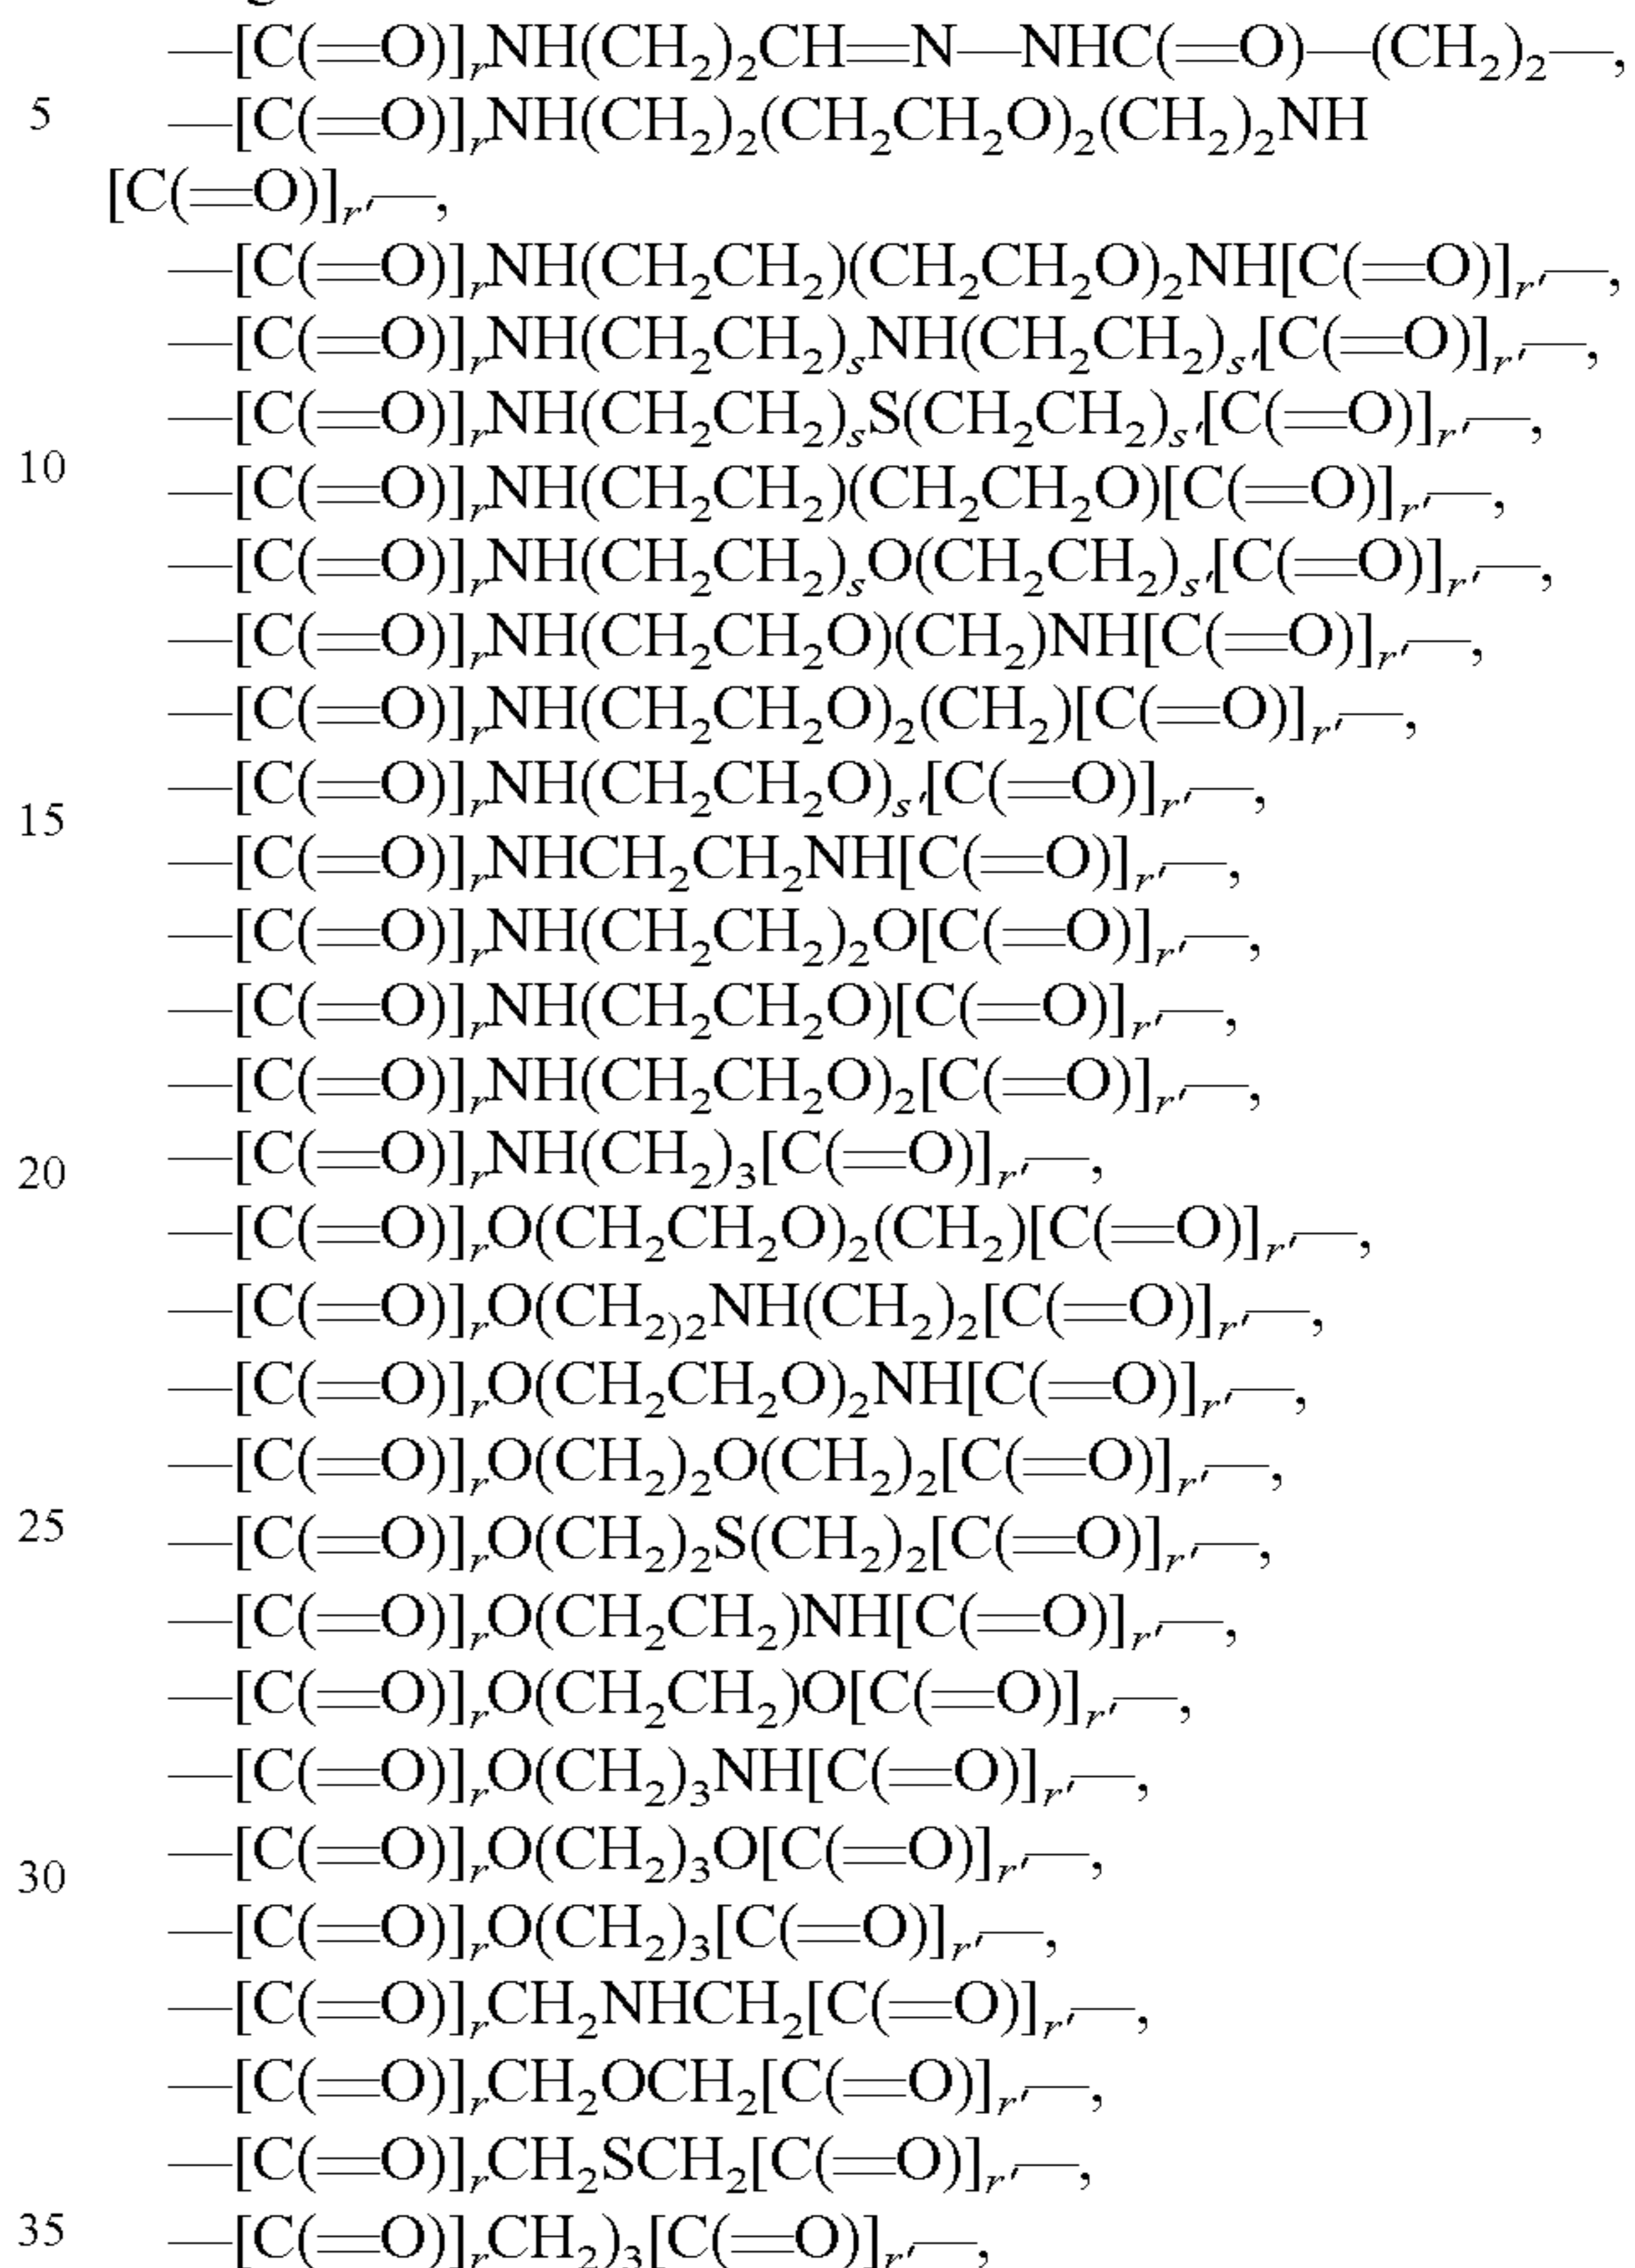 —[C(=O)]rNH(CH2)2CH=N—NHC(=O)—(CH2)2—,
5 —[C(=O)]rNH(CH2)2(CH2CH2O)2(CH2)2NH
[C(=O)]r'—,
—[C(=O)]rNH(CH2CH2)(CH2CH2O)2NH[C(=O)]r'—,
—[C(=O)]rNH(CH2CH2)sNH(CH2CH2)s'[C(=O)]r'—,
—[C(=O)]rNH(CH2CH2)sS(CH2CH2)s'[C(=O)]r'—,
10 —[C(=O)]rNH(CH2CH2)(CH2CH2O)[C(=O)]r'—,
—[C(=O)]rNH(CH2CH2)sO(CH2CH2)s'[C(=O)]r'—,
—[C(=O)]rNH(CH2CH2O)(CH2)NH[C(=O)]r'—,
—[C(=O)]rNH(CH2CH2O)2(CH2)[C(=O)]r'—,
—[C(=O)]rNH(CH2CH2O)s'[C(=O)]r'—,
15 —[C(=O)]rNHCH2CH2NH[C(=O)]r'—,
—[C(=O)]rNH(CH2CH2)2O[C(=O)]r'—,
—[C(=O)]rNH(CH2CH2O)[C(=O)]r'—,
—[C(=O)]rNH(CH2CH2O)2[C(=O)]r'—,
20 —[C(=O)]rNH(CH2)3[C(=O)]r'—,
—[C(=O)]rO(CH2CH2O)2(CH2)[C(=O)]r'—,
—[C(=O)]rO(CH2)2NH(CH2)2[C(=O)]r'—,
—[C(=O)]rO(CH2CH2O)2NH[C(=O)]r'—,
—[C(=O)]rO(CH2)2O(CH2)2[C(=O)]r'—,
25 —[C(=O)]rO(CH2)2S(CH2)2[C(=O)]r'—,
—[C(=O)]rO(CH2CH2)NH[C(=O)]r'—,
—[C(=O)]rO(CH2CH2)O[C(=O)]r'—,
—[C(=O)]rO(CH2)3NH[C(=O)]r'—,
30 —[C(=O)]rO(CH2)3O[C(=O)]r'—,
—[C(=O)]rO(CH2)3[C(=O)]r'—,
—[C(=O)]rCH2NHCH2[C(=O)]r'—,
—[C(=O)]rCH2OCH2[C(=O)]r'—,
—[C(=O)]rCH2SCH2[C(=O)]r'—,
35 —[C(=O)]rCH2)3[C(=O)]r'—,